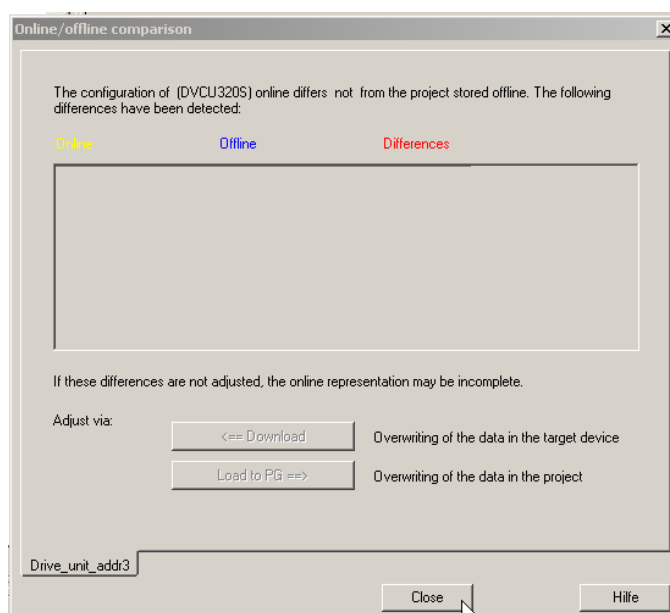 Online/offline comparison
The configuration of (DVCU320S) online differs not from the project stored offline. The following
differences have been detected:
Online Offline Differences
If these differences are not adjusted, the online representation may be incomplete.
Adjust via:
<== Download Overwriting of the data in the target device
Load to PG ==> Overwriting of the data in the project
Drive_unit_addr3
Close Hilfe